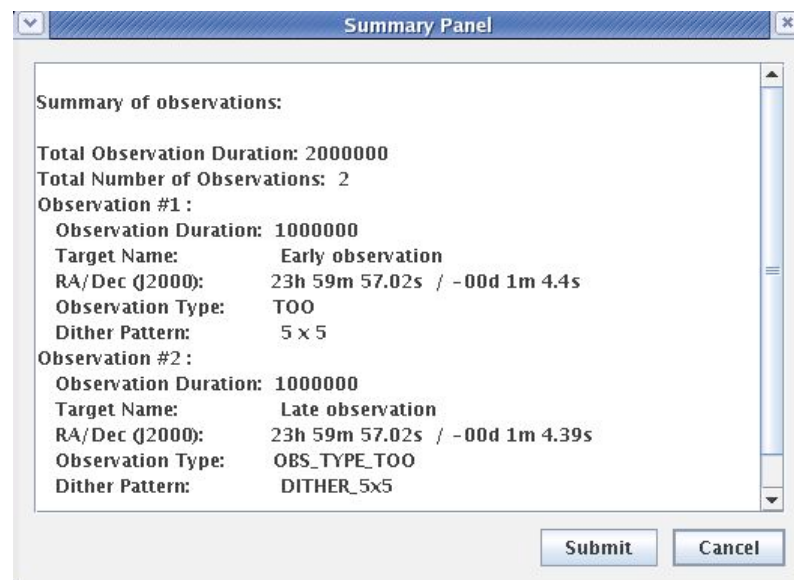 Summary Panel
Summary of observations:
Total Observation Duration: 2000000
Total Number of Observations: 2
Observation #1 :
Observation Duration: 1000000
Target Name: Early observation
RA/Dec (J2000): 23h 59m 57.02s / -00d 1m 4.4s
Observation Type: TOO
Dither Pattern: 5 x 5
Observation #2 :
Observation Duration: 1000000
Target Name: Late observation
RA/Dec (J2000): 23h 59m 57.02s / -00d 1m 4.39s
Observation Type: OBS_TYPE_TOO
Dither Pattern: DITHER_5x5
Submit Cancel